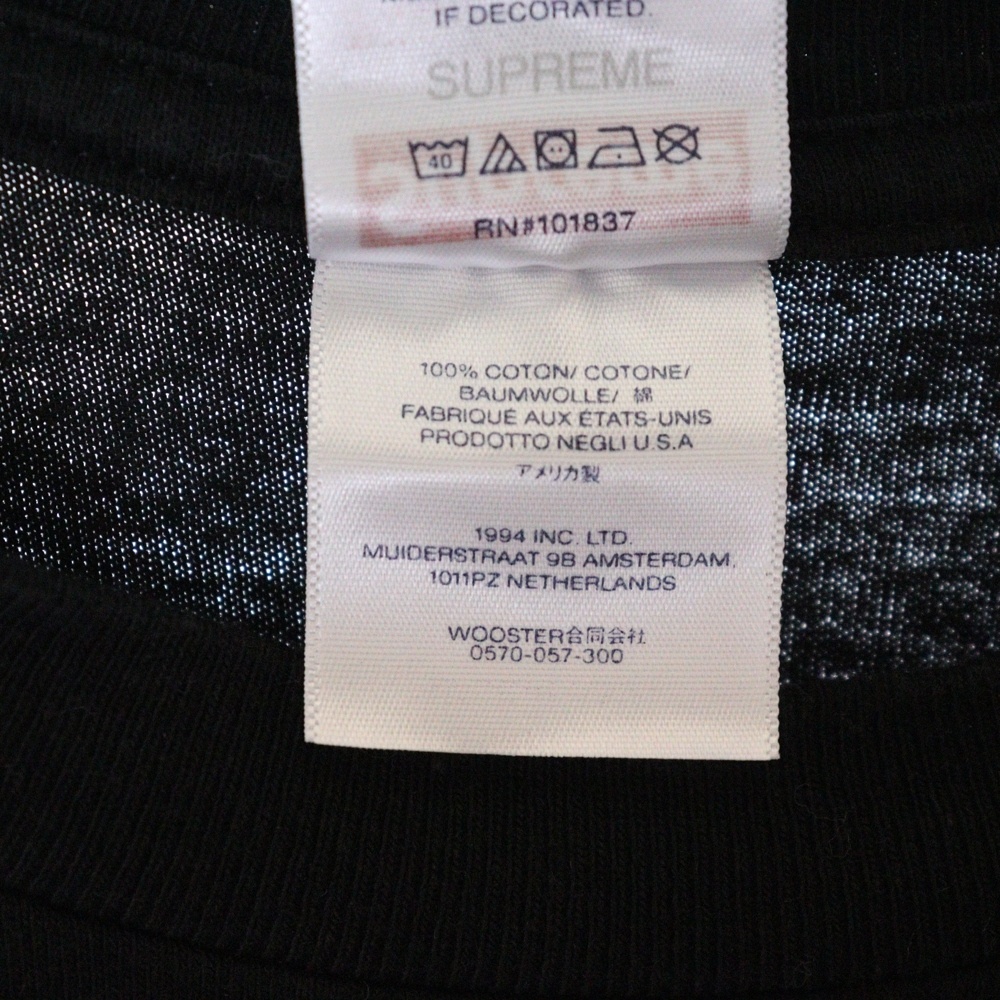 IF DECORATED.
SUPREME
40
RN#101837
100% COTON/ COTONE/
BAUMWOLLE/ 綿
FABRIQUÉ AUX ÉTATS-UNIS
PRODOTTO NEGLI U.S.A
アメリカ製
1994 INC. LTD.
MUIDERSTRAAT 9B AMSTERDAM,
1011PZ NETHERLANDS
WOOSTER合同会社
0570-057-300